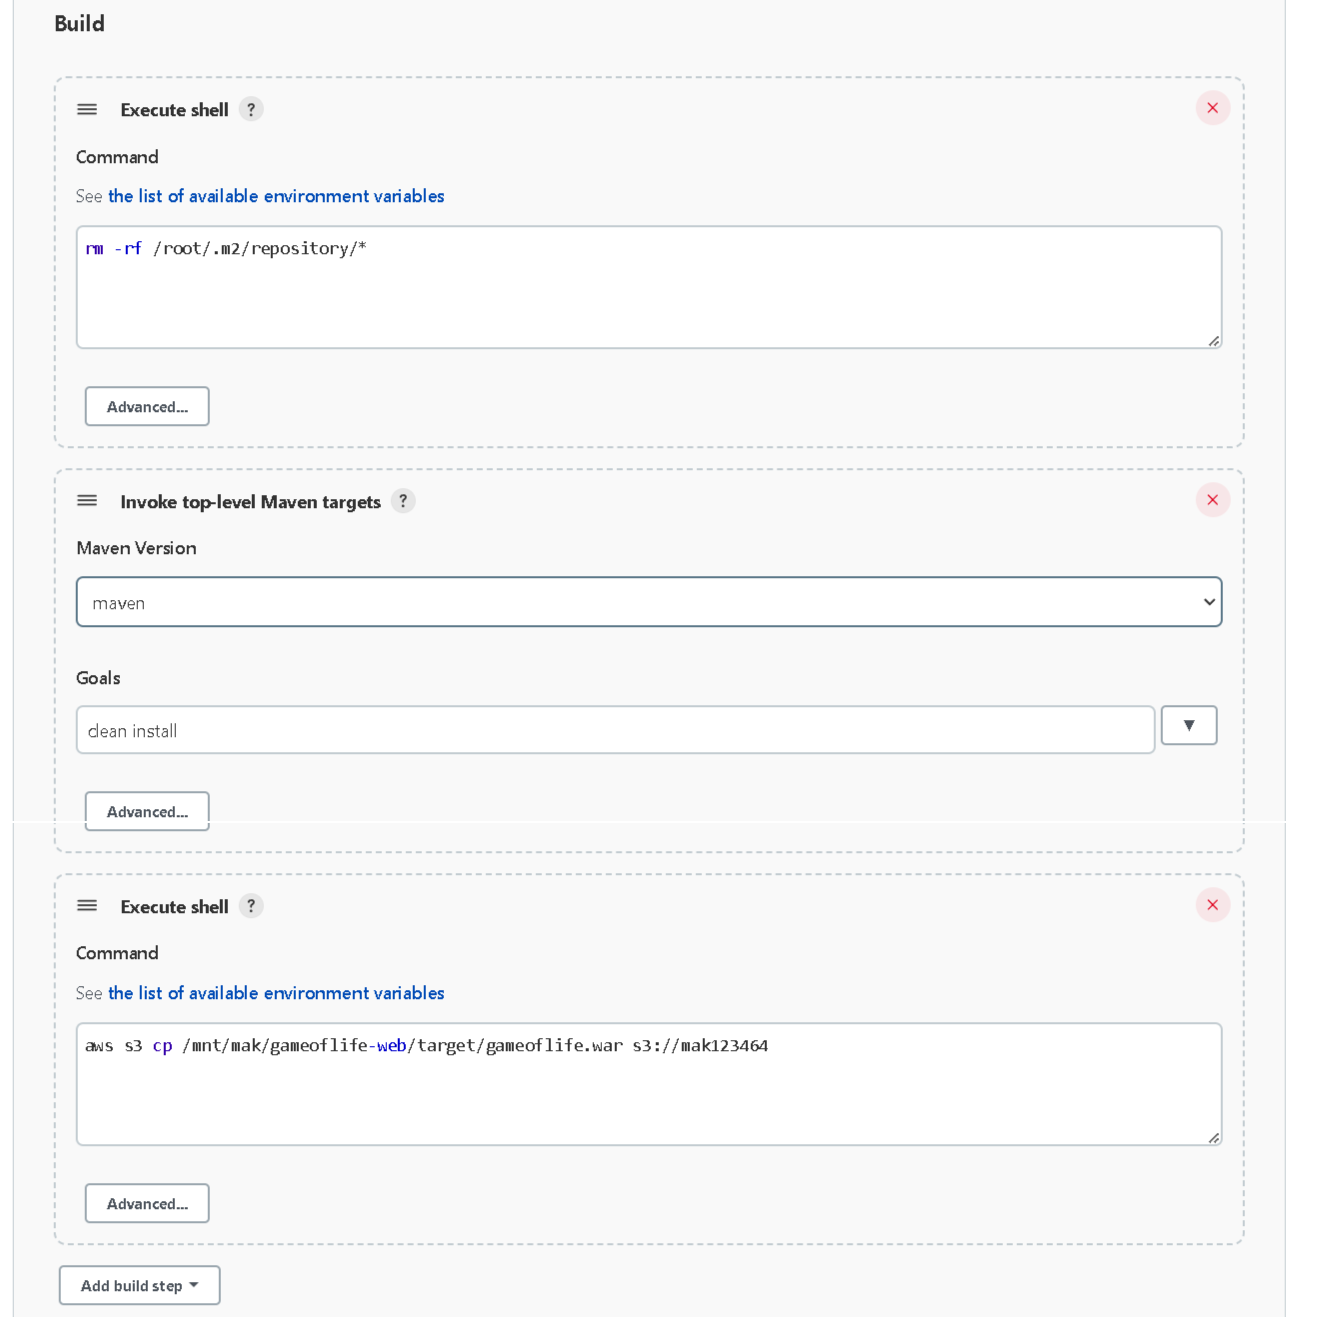 Build
Execute shell ?
Command
See the list of available environment variables
rm -rf /root/.m2/repository/*
Advanced...
Invoke top-level Maven targets ?
Maven Version
maven
Goals
clean install
Advanced...
Execute shell ?
Command
See the list of available environment variables
aws s3 cp /mnt/mak/gameoflife-web/target/gameoflife.war s3://mak123464
Advanced...
Add build step